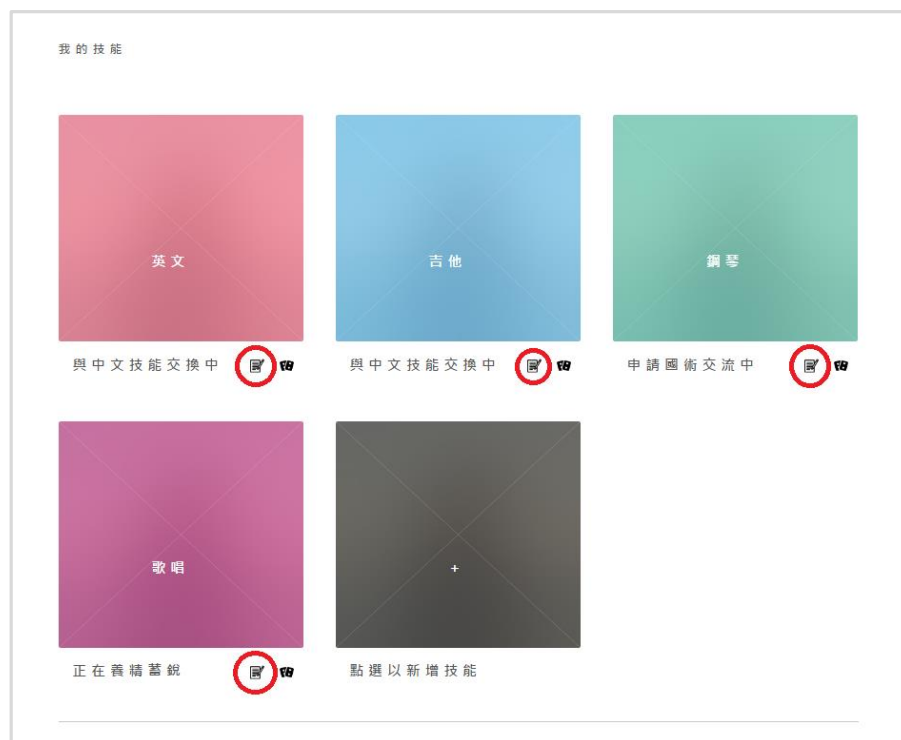 我的技能
英文
吉他
鋼琴
與中文技能交換中
與中文技能交換中
申請國術交流中
歌唱
+
正在養精蓄銳
點選以新增技能